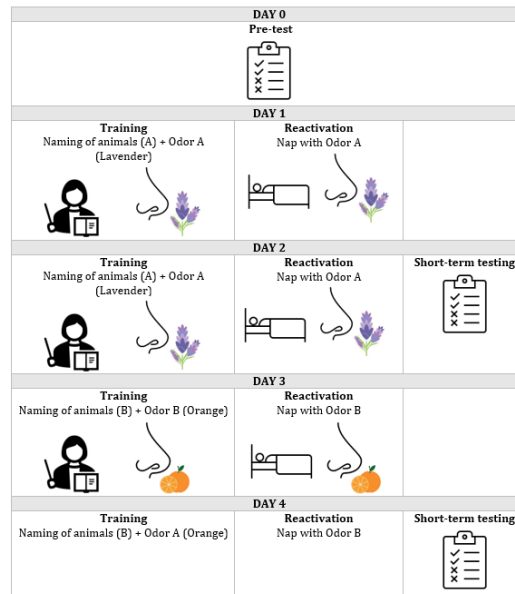 DAY 0
Pre-test
DAY 1
Training
Naming of animals (A) + Odor A
(Lavender)
Reactivation
Nap with Odor A
DAY 2
Training
Naming of animals (A) + Odor A
(Lavender)
Reactivation
Nap with Odor A
Short-term testing
DAY 3
Training
Naming of animals (B) + Odor B (Orange)
Reactivation
Nap with Odor B
DAY 4
Training
Naming of animals (B) + Odor A (Orange)
Reactivation
Nap with Odor B
Short-term testing